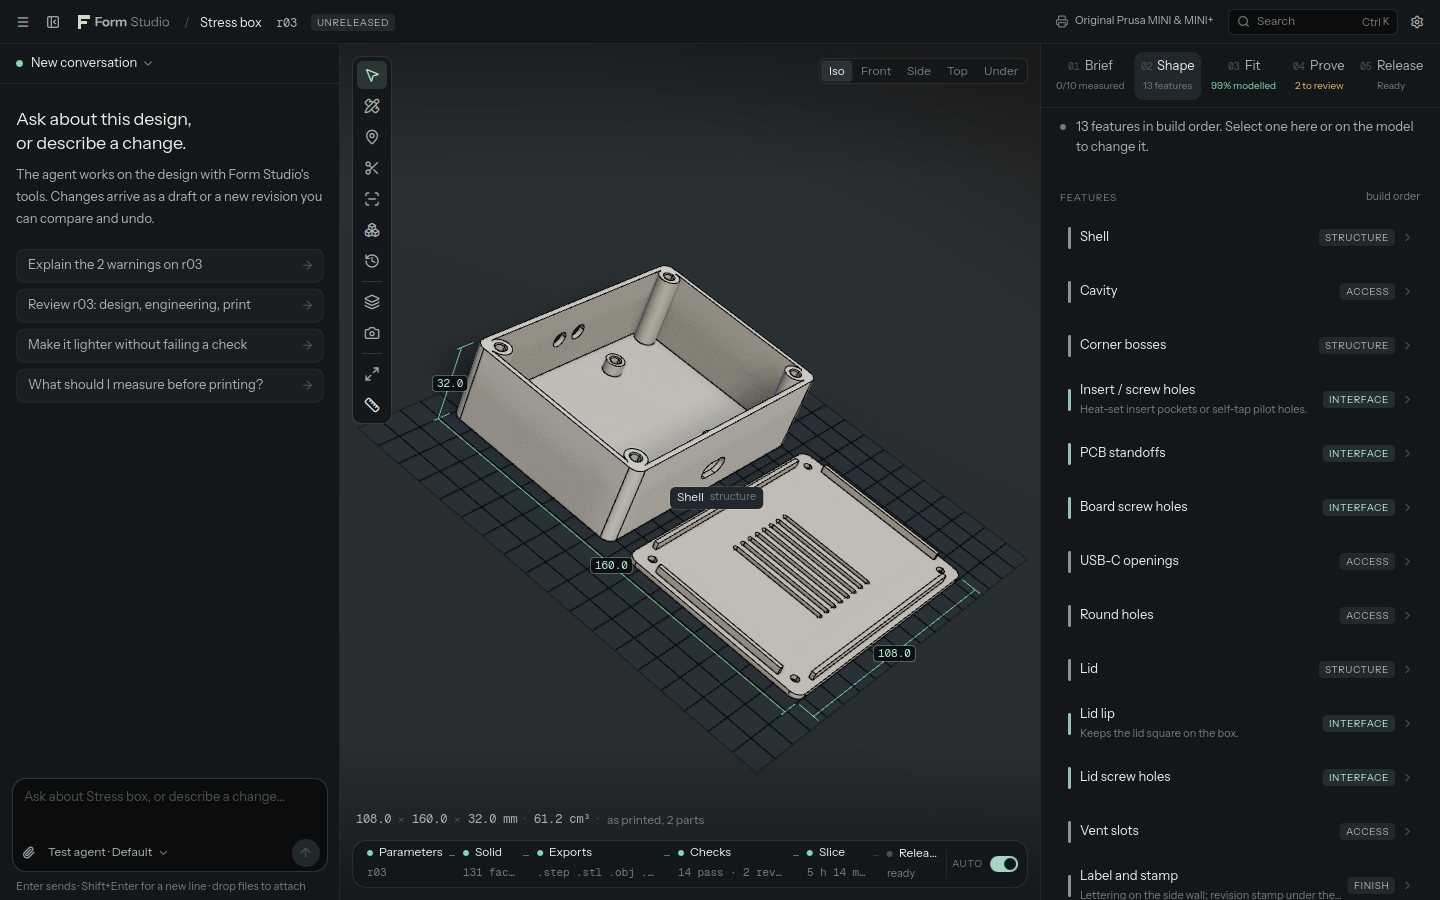 Form Studio / Stress box r03 UNRELEASED
Original Prusa MINI & MINI+
Search Ctrl K
New conversation
Ask about this design,
or describe a change.
The agent works on the design with Form Studio's
tools. Changes arrive as a draft or a new revision you
can compare and undo.
Explain the 2 warnings on r03
Review r03: design, engineering, print
Make it lighter without failing a check
What should I measure before printing?
Ask about Stress box, or describe a change...
Test agent · Default
Enter sends · Shift+Enter for a new line · drop files to attach
Iso Front Side Top Under
32.0
Shell structure
160.0
108.0
108.0 × 160.0 × 32.0 mm · 61.2 cm³ · as printed, 2 parts
Parameters
r03
Solid
131 fac…
Exports
.step .stl .obj .…
Checks
14 pass · 2 rev…
Slice
5 h 14 m…
Relea…
ready
AUTO
01 Brief
0/10 measured
02 Shape
13 features
03 Fit
99% modelled
04 Prove
2 to review
05 Release
Ready
13 features in build order. Select one here or on the model
to change it.
FEATURES build order
Shell STRUCTURE
Cavity ACCESS
Corner bosses STRUCTURE
Insert / screw holes INTERFACE
Heat-set insert pockets or self-tap pilot holes.
PCB standoffs INTERFACE
Board screw holes INTERFACE
USB-C openings ACCESS
Round holes ACCESS
Lid STRUCTURE
Lid lip INTERFACE
Keeps the lid square on the box.
Lid screw holes INTERFACE
Vent slots ACCESS
Label and stamp FINISH
Lettering on the side wall; revision stamp under the…